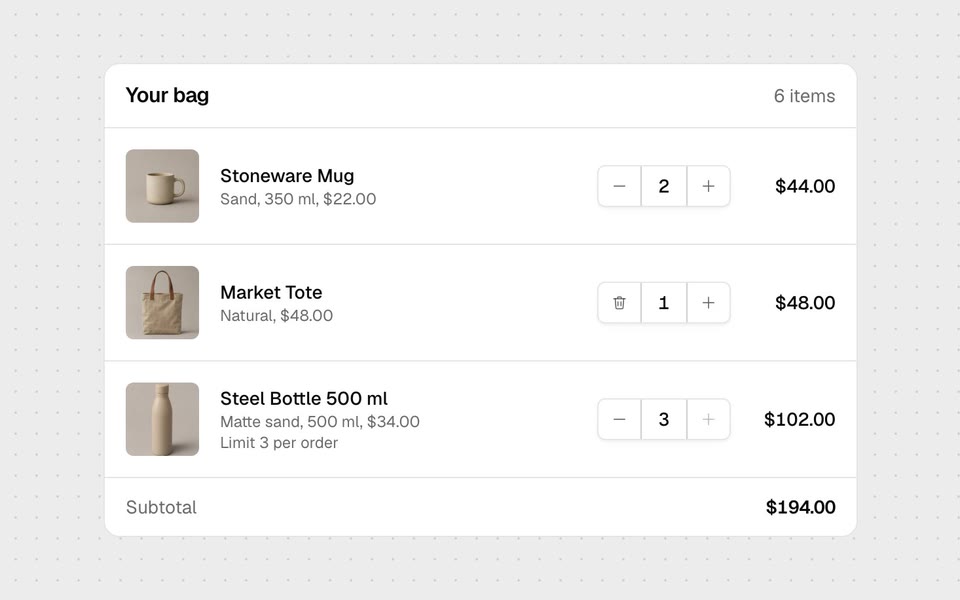 Your bag
6 items
Stoneware Mug
Sand, 350 ml, $22.00
2
$44.00
Market Tote
Natural, $48.00
1
$48.00
Steel Bottle 500 ml
Matte sand, 500 ml, $34.00
Limit 3 per order
3
$102.00
Subtotal
$194.00